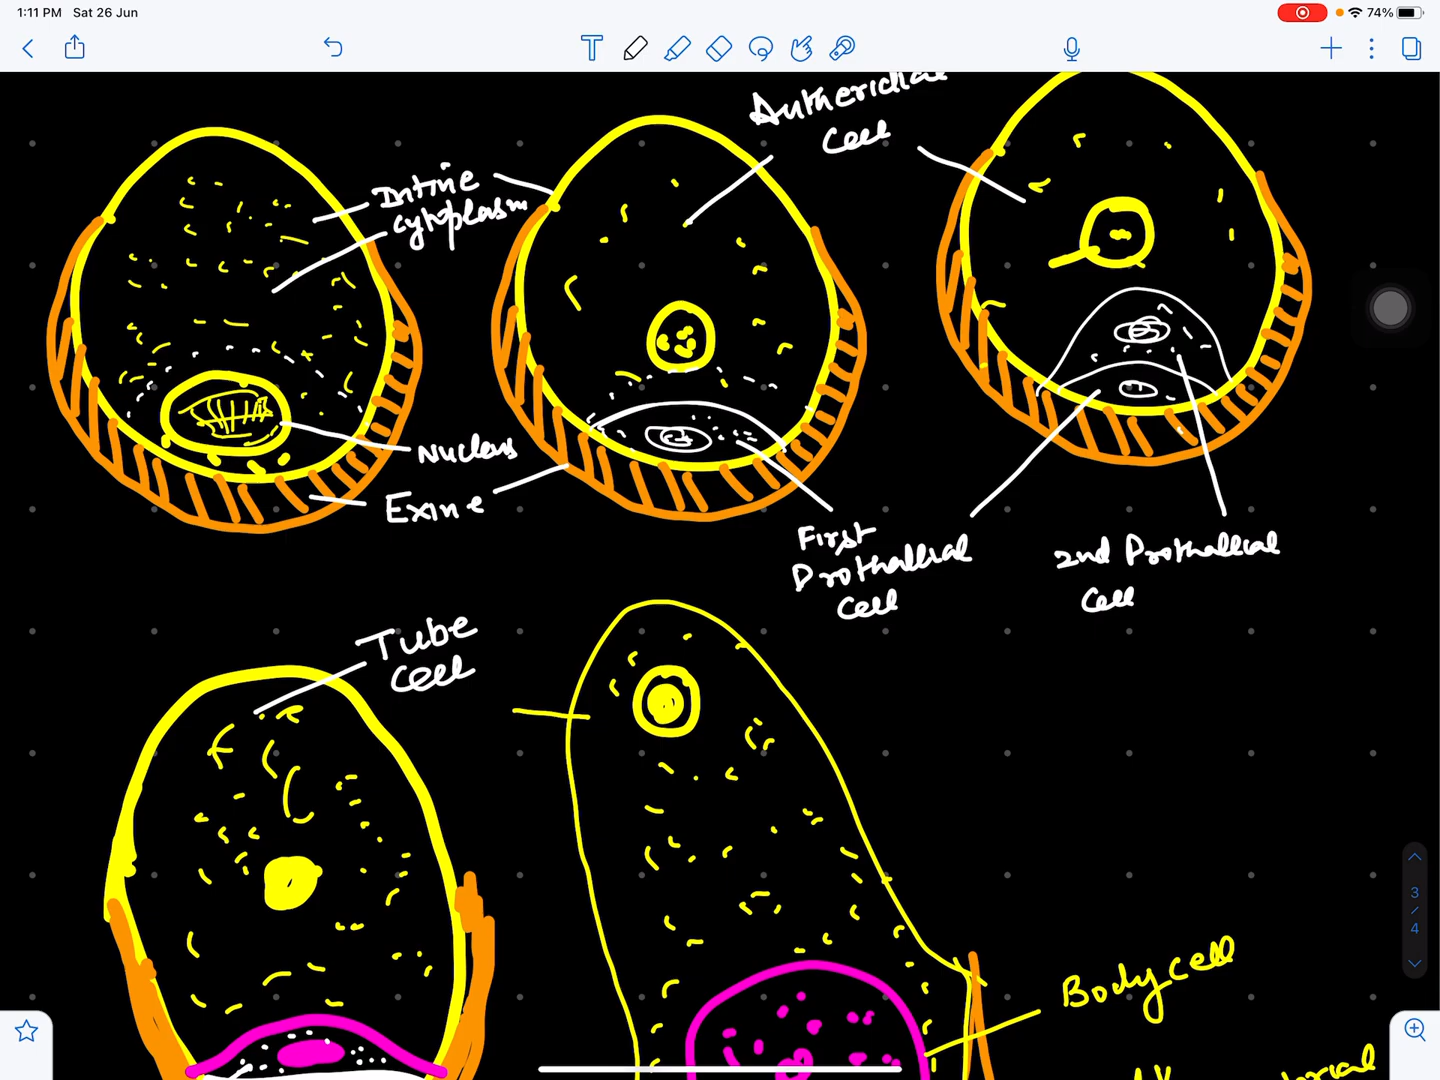 1:11 PM Sat 26 Jun
74%
Antheridial
Cell
Intine
cytoplasm
Nucleus
Exine
First
Prothallial
Cell
2nd Prothallial
Cell
Tube
Cell
3
/
4
Body cell